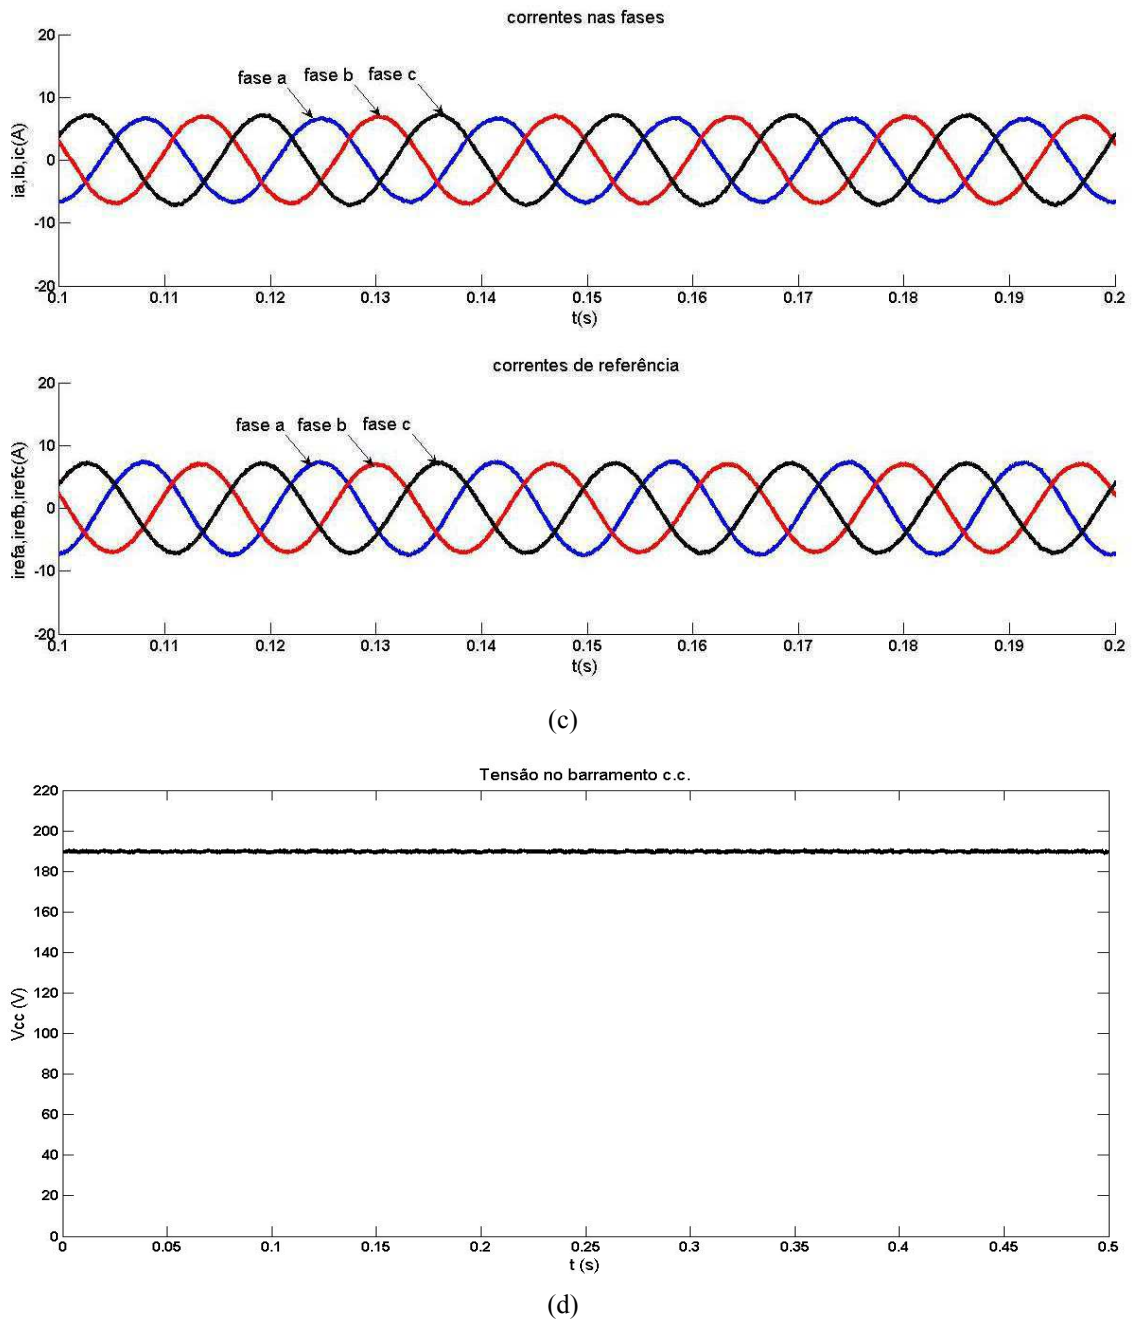 correntes nas fases
20
10
0
-10
-20
ia,ib,ic(A)
fase a
fase b
fase c
0.1 0.11 0.12 0.13 0.14 0.15 0.16 0.17 0.18 0.19 0.2
t(s)
correntes de referência
20
10
0
-10
-20
irefa,irefb,irefc(A)
fase a
fase b
fase c
0.1 0.11 0.12 0.13 0.14 0.15 0.16 0.17 0.18 0.19 0.2
t(s)
(c)
Tensão no barramento c.c.
220
200
180
160
140
120
100
80
60
40
20
0
Vcc (V)
0 0.05 0.1 0.15 0.2 0.25 0.3 0.35 0.4 0.45 0.5
t (s)
(d)